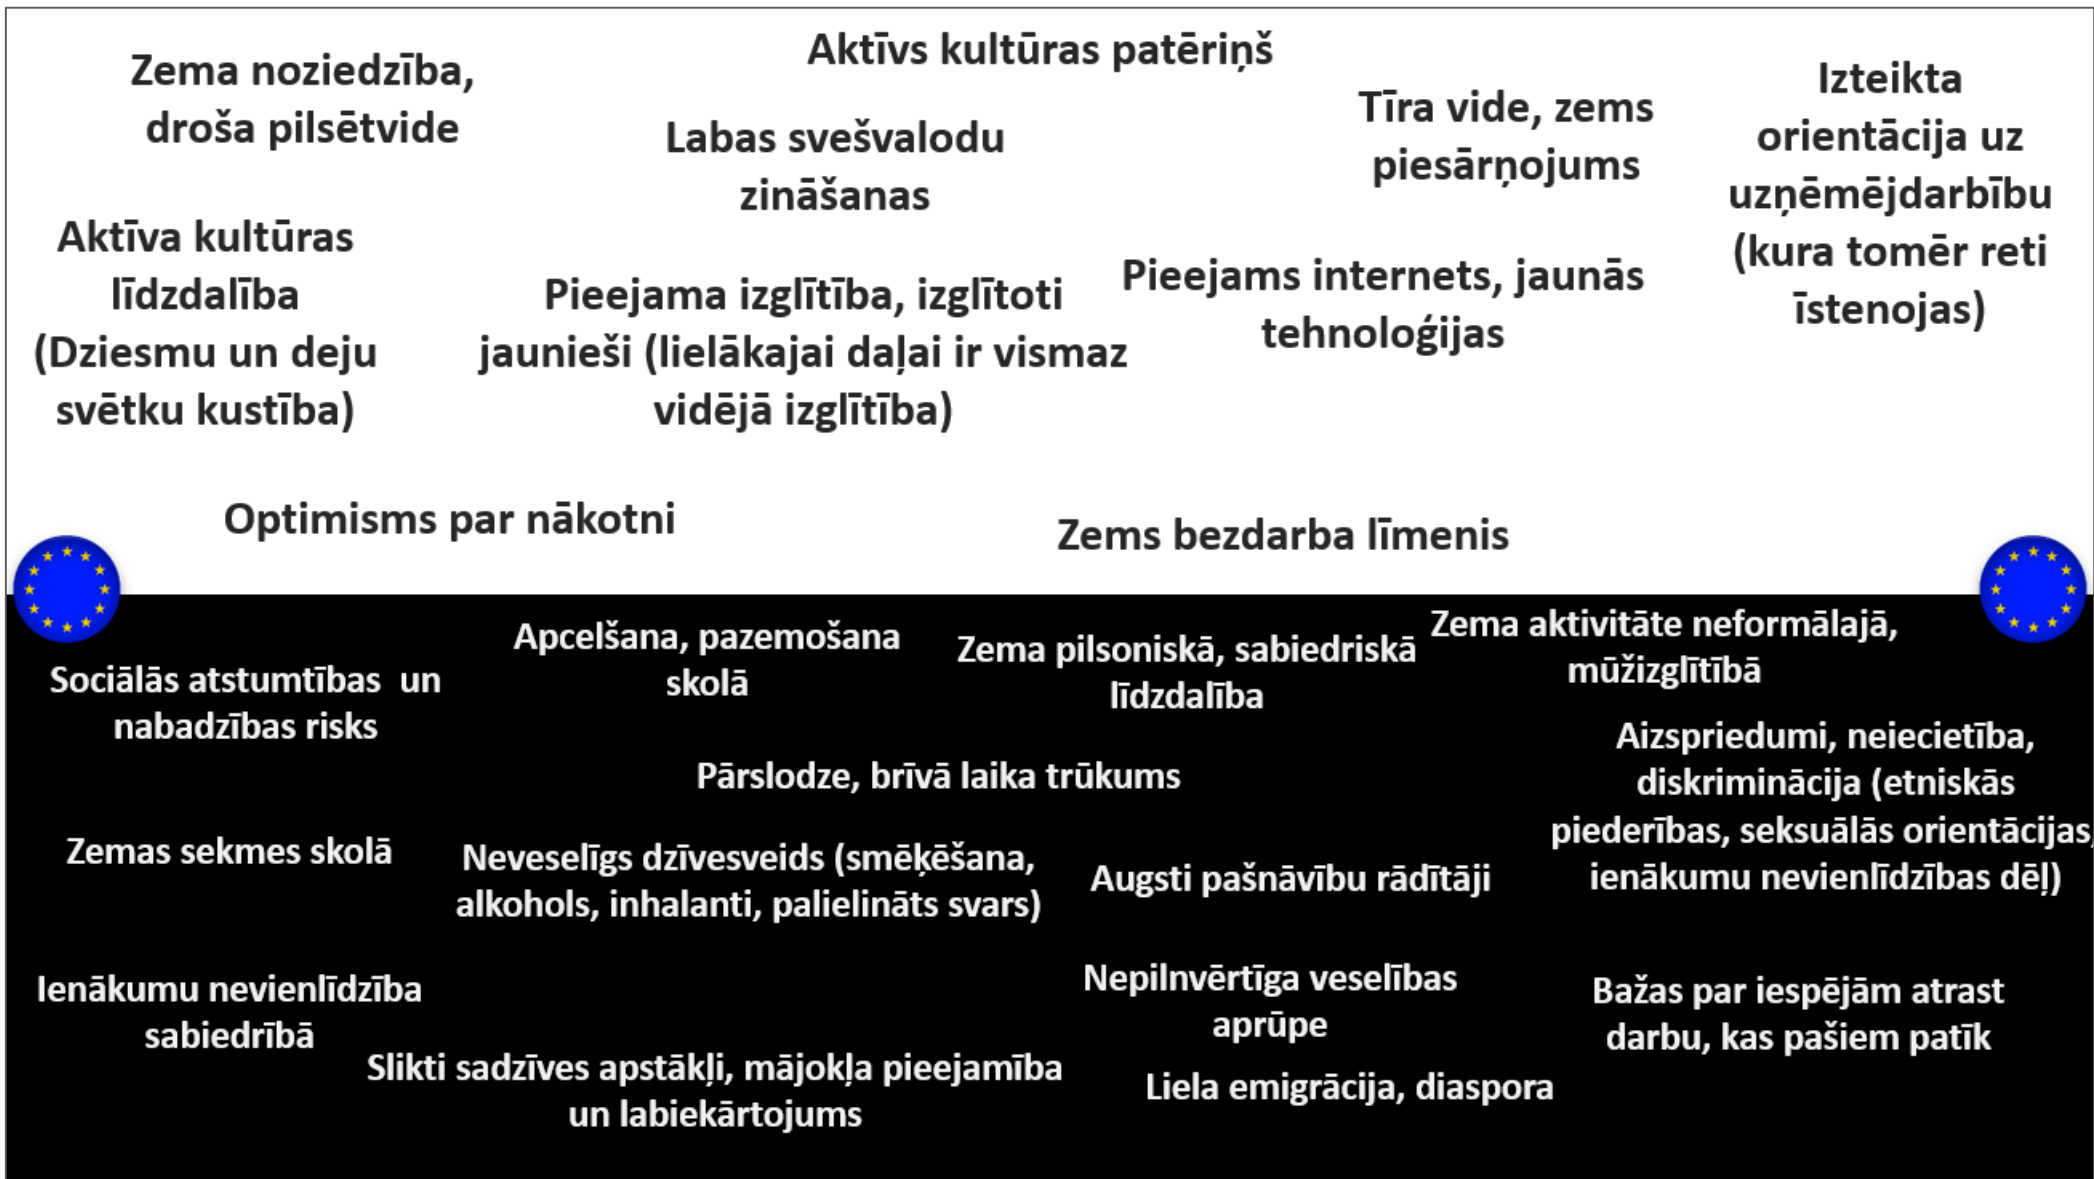 Zema noziedzība,
droša pilsētvide
Aktīvs kultūras patēriņš
Labas svešvalodu
zināšanas
Tīra vide, zems
piesārņojums
Izteikta
orientācija uz
uzņēmējdarbību
(kura tomēr reti
īstenojas)
Aktīva kultūras
līdzdalība
(Dziesmu un deju
svētku kustība)
Pieejama izglītība, izglītoti
jaunieši (lielākajai daļai ir vismaz
vidējā izglītība)
Pieejams internets, jaunās
tehnoloģijas
Optimisms par nākotni
Zems bezdarba līmenis
Sociālās atstumtības un
nabadzības risks
Apcelšana, pazemošana
skolā
Zema pilsoniskā, sabiedriskā
līdzdalība
Zema aktivitāte neformālajā,
mūžizglītībā
Pārslodze, brīvā laika trūkums
Aizspriedumi, neiecietība,
diskriminācija (etniskās
piederības, seksuālās orientācijas,
ienākumu nevienlīdzības dēļ)
Zemas sekmes skolā
Neveselīgs dzīvesveids (smēķēšana,
alkohols, inhalanti, palielināts svars)
Augsti pašnāvību rādītāji
Ienākumu nevienlīdzība
sabiedrībā
Slikti sadzīves apstākļi, mājokļa pieejamība
un labiekārtojums
Nepilnvērtīga veselības
aprūpe
Liela emigrācija, diaspora
Bažas par iespējām atrast
darbu, kas pašiem patīk